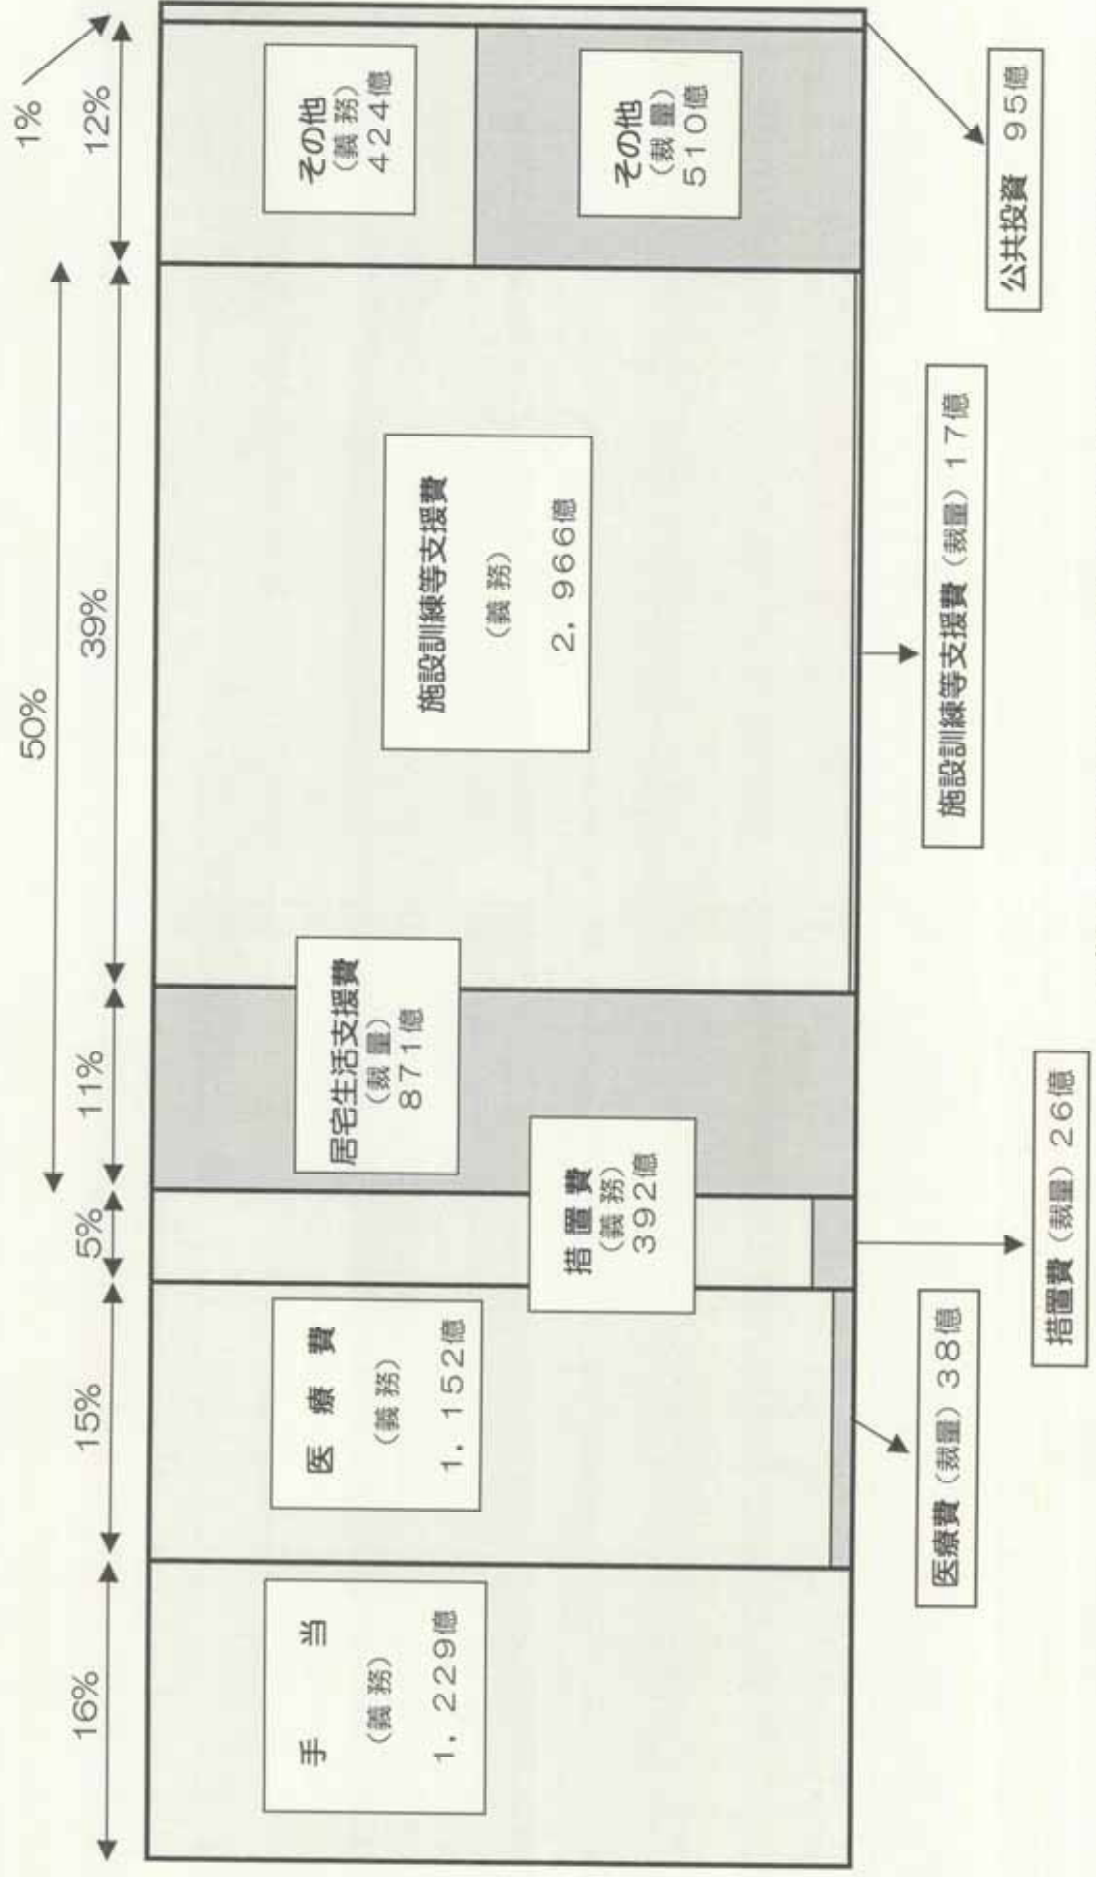 50%
1%
16%
15%
5%
11%
39%
12%
手当
（義務）
1，229億
医療費
（義務）
1，152億
措置費
（義務）
392億
居宅生活支援費
（裁量）
871億
施設訓練等支援費
（義務）
2，966億
その他
（義務）
424億
その他
（裁量）
510億
医療費（裁量）38億
措置費（裁量）26億
施設訓練等支援費（裁量）17億
公共投資　95億